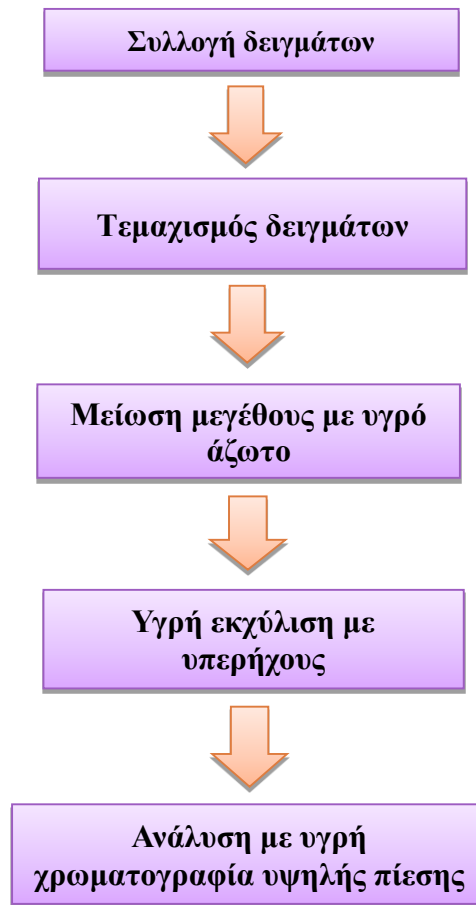 Συλλογή δειγμάτων
Τεμαχισμός δειγμάτων
Μείωση μεγέθους με υγρό
άζωτο
Υγρή εκχύλιση με
υπερήχους
Ανάλυση με υγρή
χρωματογραφία υψηλής πίεσης